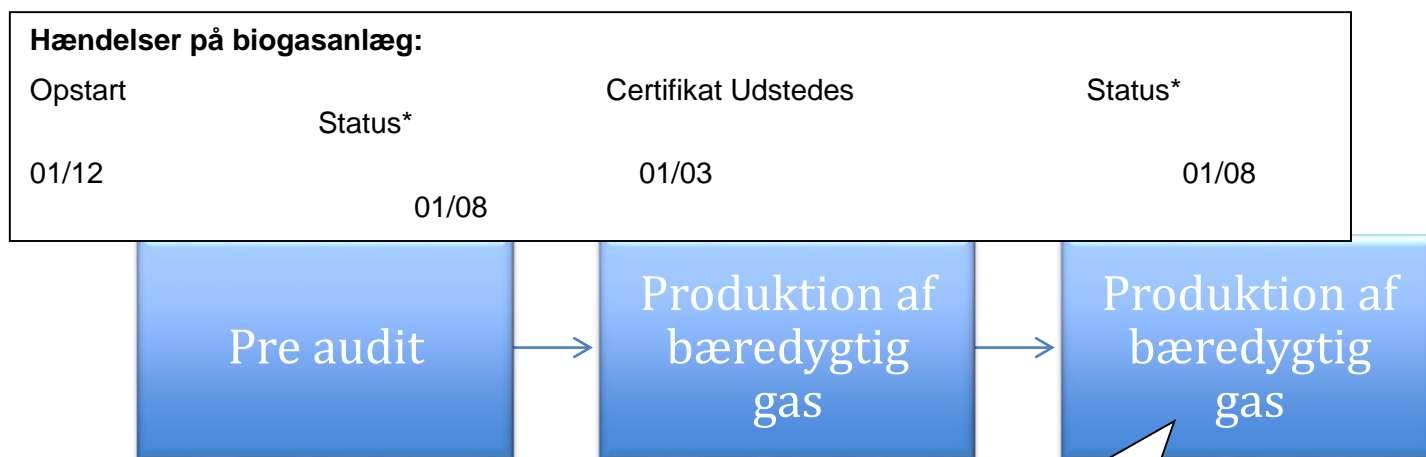 Hændelser på biogasanlæg:
Opstart Certifikat Udstedes Status*
Status*
01/12 01/03 01/08
01/08
Pre audit
Produktion af
bæredygtig
gas
Produktion af
bæredygtig
gas